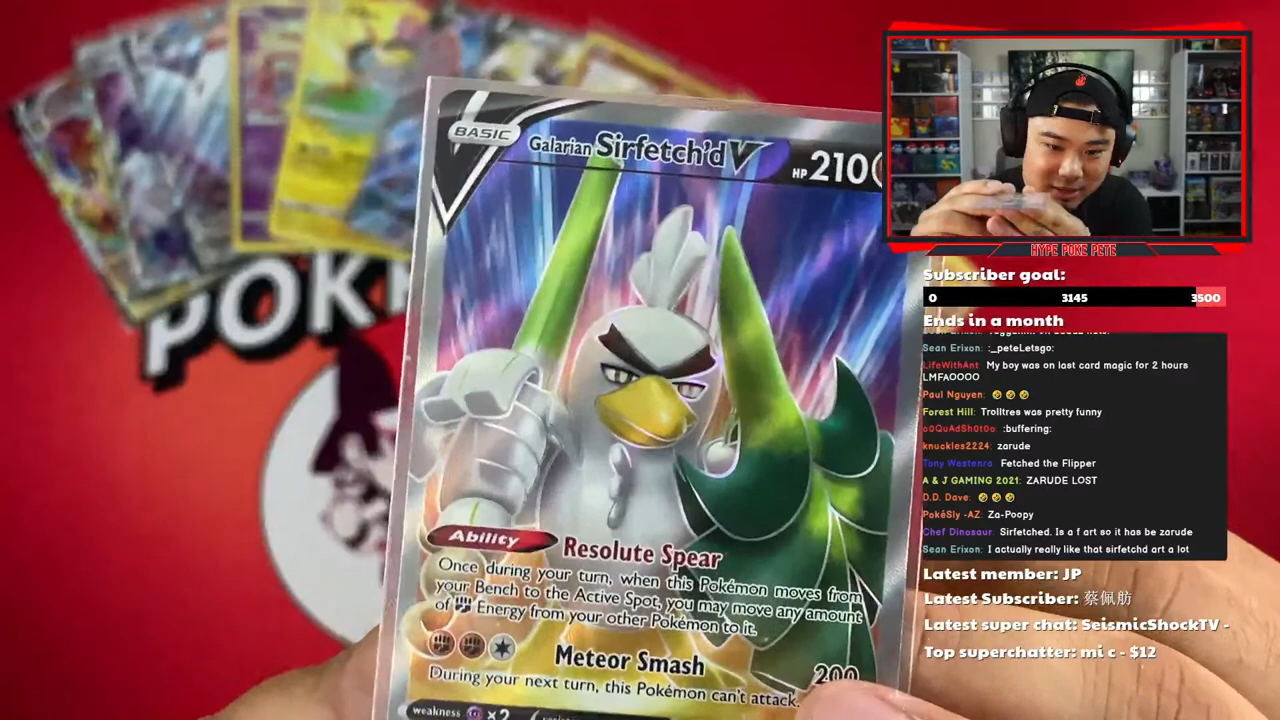 POK
BASIC
Galarian Sirfetch'd V
HP 210
Ability
Resolute Spear
Once during your turn, when this Pokémon moves from
your Bench to the Active Spot, you may move any amount
of Energy from your other Pokémon to it.
Meteor Smash 200
During your next turn, this Pokémon can't attack.
weakness ×2
HYPE POKE PETE
Subscriber goal:
0 3145 3500
Ends in a month
Sean Erixon: :_peteLetsgo:
LifeWithAnt: My boy was on last card magic for 2 hours
LMFAOOOO
Paul Nguyen:
Forest Hill: Trolltres was pretty funny
o0QuAdSh0t0o: :buffering:
knuckles2224: zarude
Tony Westenra: Fetched the Flipper
A & J GAMING 2021: ZARUDE LOST
D.D. Dave:
PokéSly -AZ: Za-Poopy
Chef Dinosaur: Sirfetched. Is a f art so it has be zarude
Sean Erixon: I actually really like that sirfetchd art a lot
Latest member: JP
Latest Subscriber: 蔡佩肪
Latest super chat: SeismicShockTV -
Top superchatter: mi c - $12